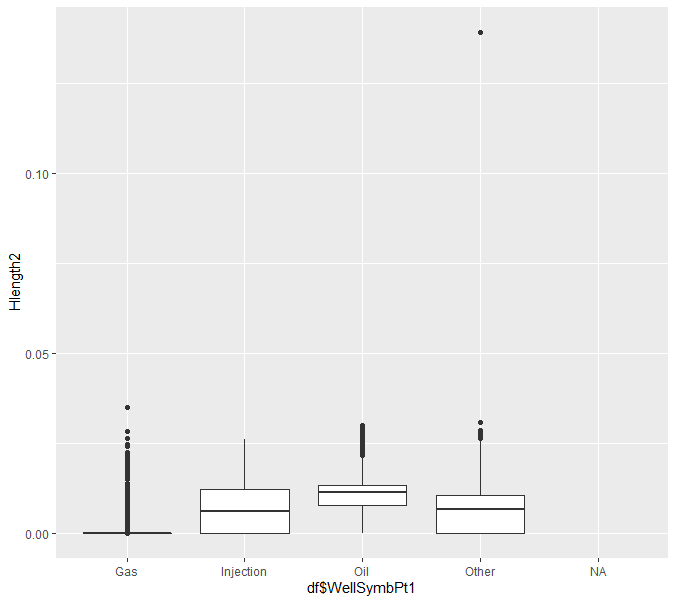 Hlength2
0.10
0.05
0.00
Gas Injection Oil Other NA
df$WellSymbPt1